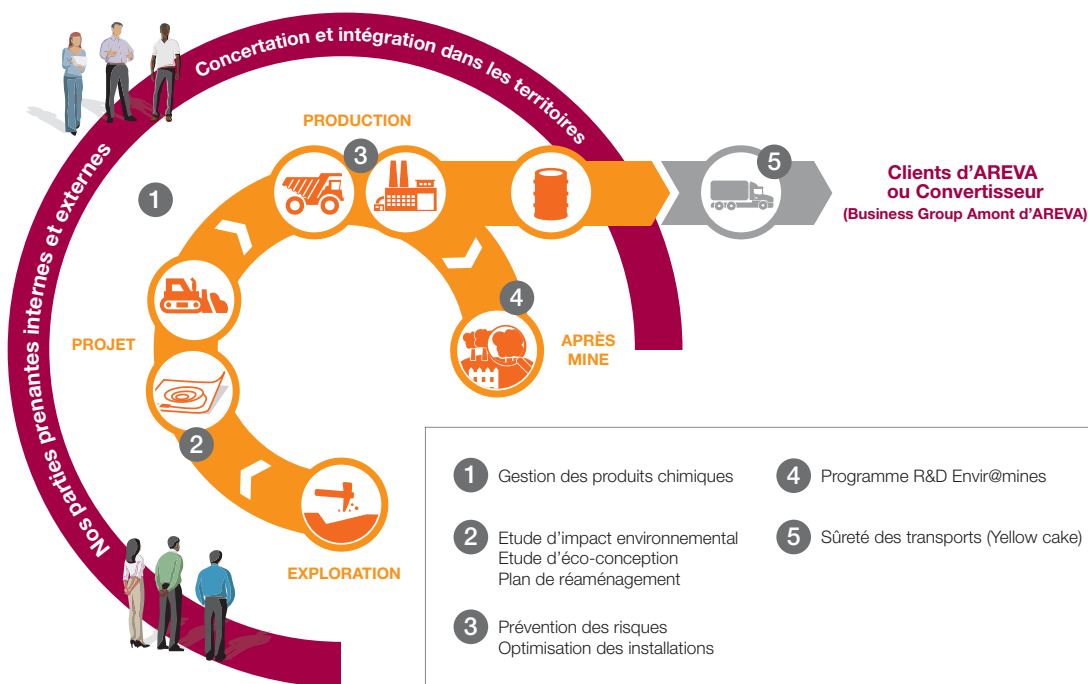 Concertation et intégration dans les territoires
Nos parties prenantes internes et externes
PRODUCTION
3
5
1
Clients d'AREVA
ou Convertisseur
(Business Group Amont d'AREVA)
4
PROJET
APRÈS
MINE
2
EXPLORATION
1 Gestion des produits chimiques
2 Etude d'impact environnemental
Etude d'éco-conception
Plan de réaménagement
3 Prévention des risques
Optimisation des installations
4 Programme R&D Envir@mines
5 Sûreté des transports (Yellow cake)